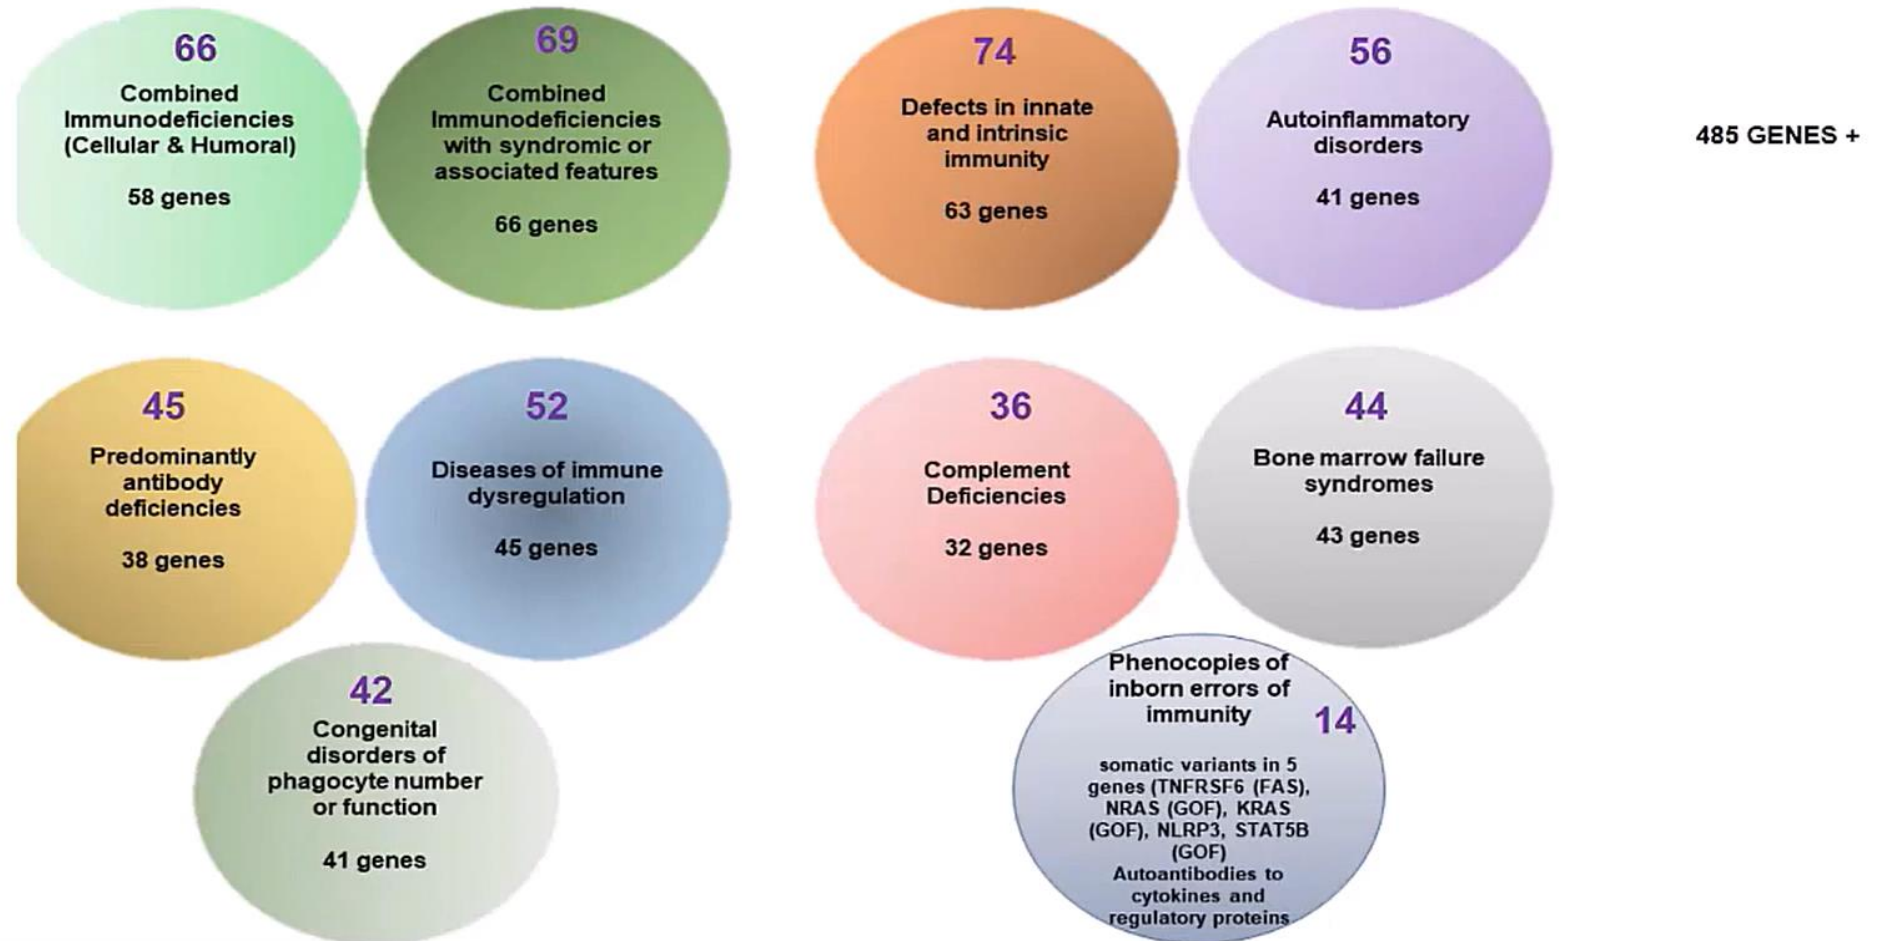 66
Combined
Immunodeficiencies
(Cellular & Humoral)
58 genes
69
Combined
Immunodeficiencies
with syndromic or
associated features
66 genes
74
Defects in innate
and intrinsic
immunity
63 genes
56
Autoinflammatory
disorders
41 genes
485 GENES +
45
Predominantly
antibody
deficiencies
38 genes
52
Diseases of immune
dysregulation
45 genes
36
Complement
Deficiencies
32 genes
44
Bone marrow failure
syndromes
43 genes
42
Congenital
disorders of
phagocyte number
or function
41 genes
Phenocopies of
inborn errors of
immunity
14
somatic variants in 5
genes (TNFRSF6 (FAS),
NRAS (GOF), KRAS
(GOF), NLRP3, STAT5B
(GOF)
Autoantibodies to
cytokines and
regulatory proteins